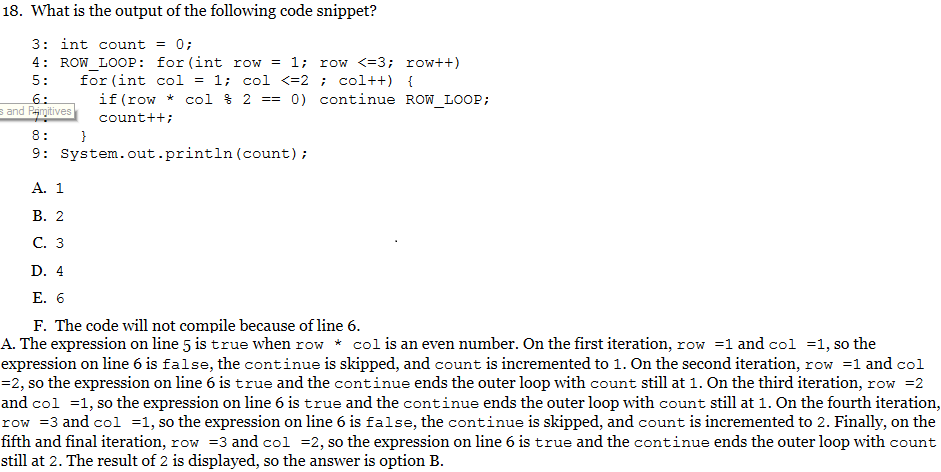 18. What is the output of the following code snippet?
3: int count = 0;
4: ROW_LOOP: for(int row = 1; row <=3; row++)
5:   for(int col = 1; col <=2 ; col++) {
6:     if(row * col % 2 == 0) continue ROW_LOOP;
s and Primitives
7:     count++;
8:   }
9: System.out.println(count);
A. 1
B. 2
C. 3
D. 4
E. 6
F. The code will not compile because of line 6.
A. The expression on line 5 is true when row * col is an even number. On the first iteration, row =1 and col =1, so the
expression on line 6 is false, the continue is skipped, and count is incremented to 1. On the second iteration, row =1 and col
=2, so the expression on line 6 is true and the continue ends the outer loop with count still at 1. On the third iteration, row =2
and col =1, so the expression on line 6 is true and the continue ends the outer loop with count still at 1. On the fourth iteration,
row =3 and col =1, so the expression on line 6 is false, the continue is skipped, and count is incremented to 2. Finally, on the
fifth and final iteration, row =3 and col =2, so the expression on line 6 is true and the continue ends the outer loop with count
still at 2. The result of 2 is displayed, so the answer is option B.